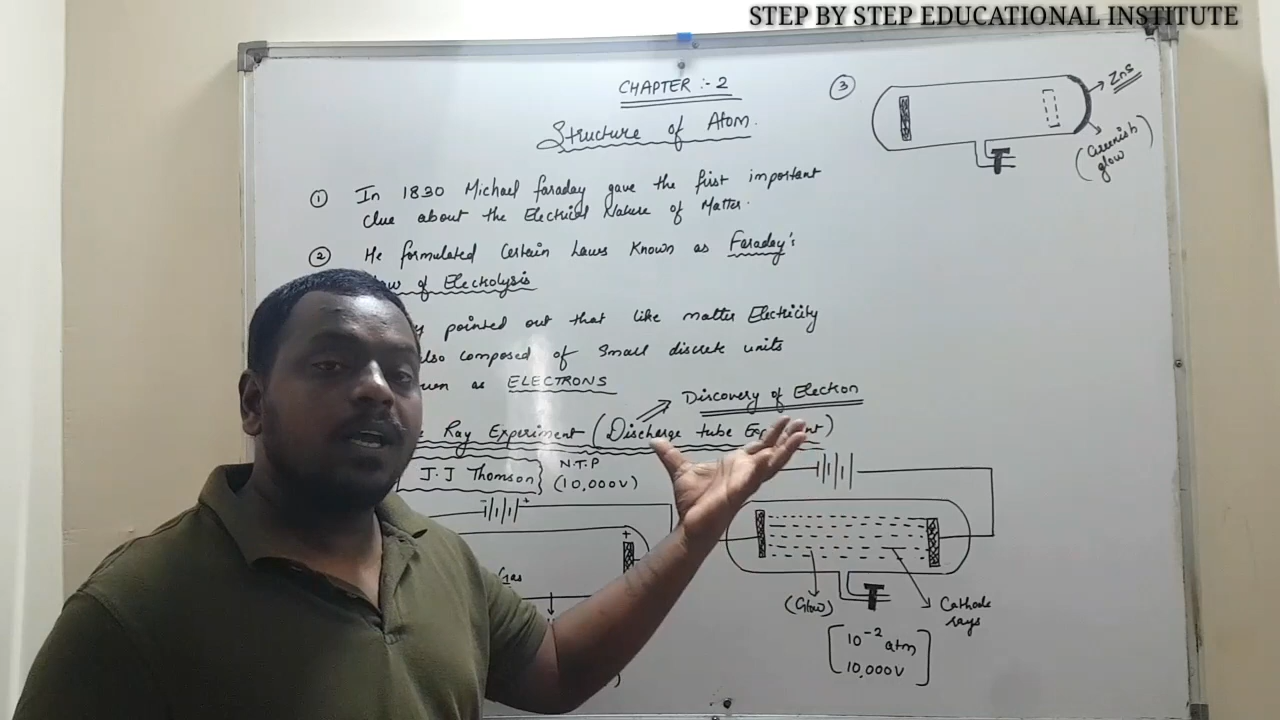 STEP BY STEP EDUCATIONAL INSTITUTE
CHAPTER :- 2
Structure of Atom.
① In 1830 Michael Faraday gave the first important
clue about the Electrical Nature of Matter.
② He formulated Certain Laws Known as Faraday's
of Electrolysis
pointed out that like matter Electricity
also composed of Small discrete units
as ELECTRONS
Discovery of Electron
Ray Experiment (Discharge tube
J.J Thomson
N.T.P
(10,000V)
- +
+
Gas
(Glow)
Cathode
rays
10⁻² atm
10,000V
③
ZnS
(Greenish
glow)